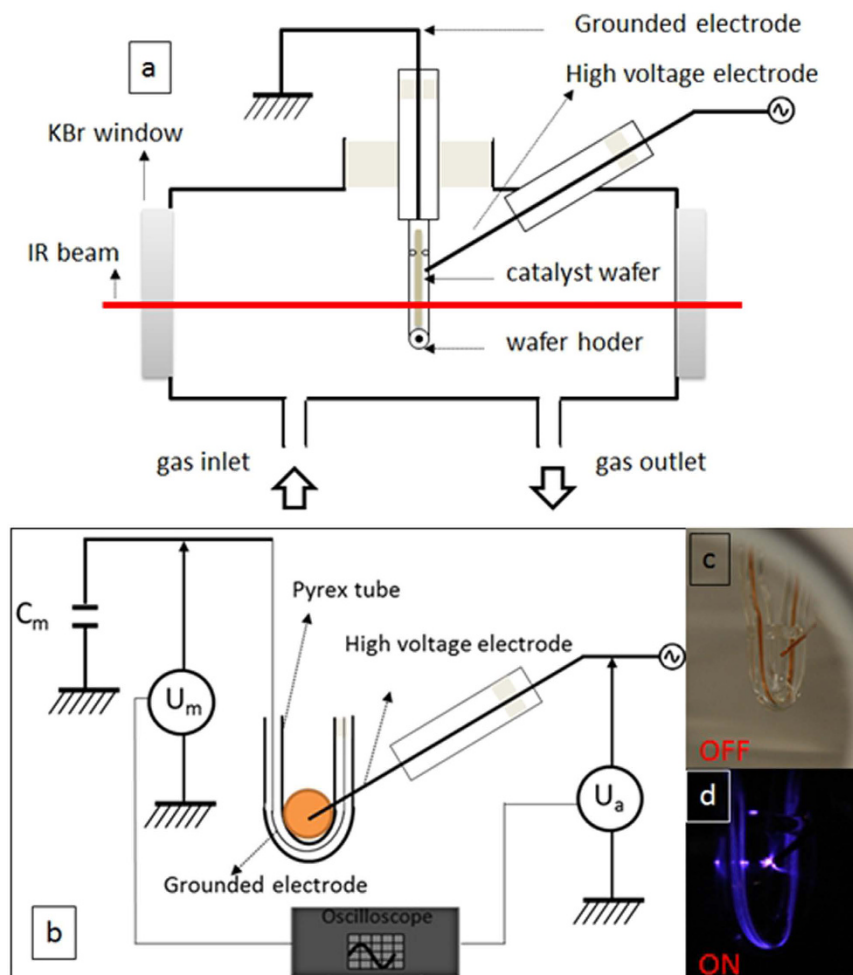 a
Grounded electrode
High voltage electrode
KBr window
IR beam
catalyst wafer
wafer hoder
gas inlet
gas outlet
b
Cm
Um
Pyrex tube
High voltage electrode
Ua
Grounded electrode
Oscilloscope
c
OFF
d
ON